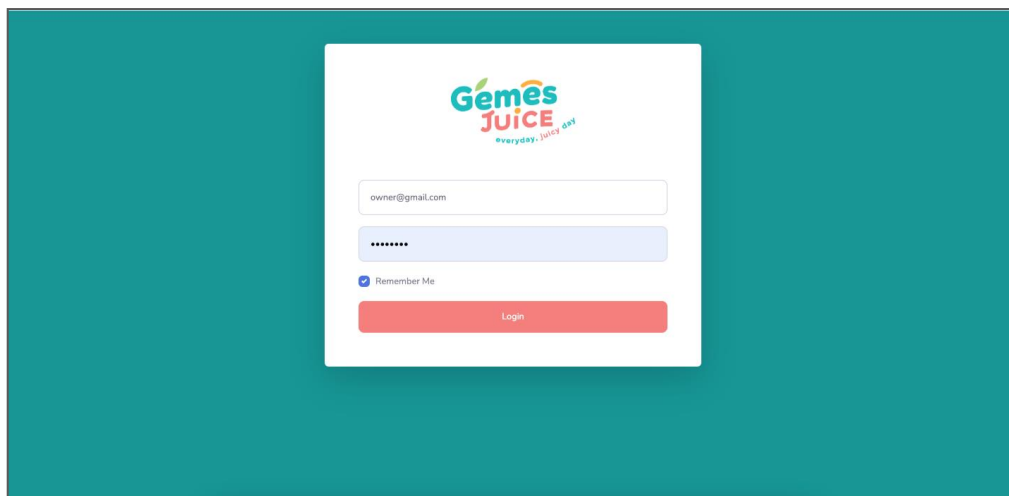 Gemes
JUiCE
everyday, juicy day
owner@gmail.com
••••••••
Remember Me
Login